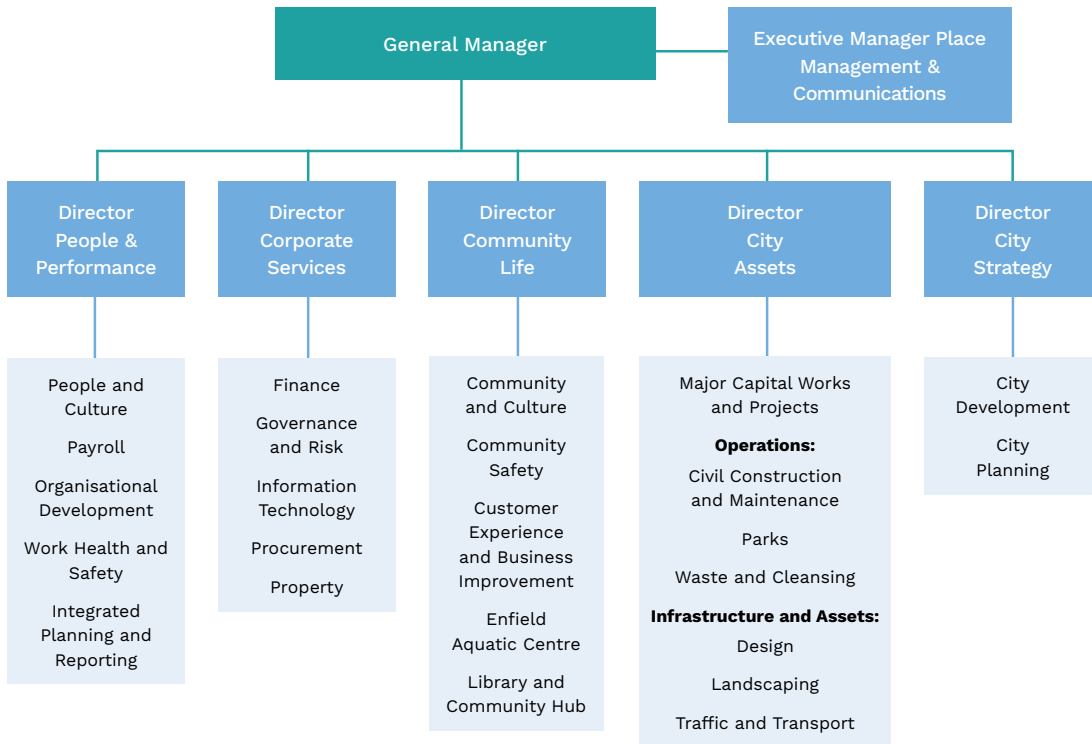 General Manager
Executive Manager Place
Management &
Communications
Director
People &
Performance
Director
Corporate
Services
Director
Community
Life
Director
City
Assets
Director
City
Strategy
People and
Culture
Payroll
Organisational
Development
Work Health and
Safety
Integrated
Planning and
Reporting
Finance
Governance
and Risk
Information
Technology
Procurement
Property
Community
and Culture
Community
Safety
Customer
Experience
and Business
Improvement
Enfield
Aquatic Centre
Library and
Community Hub
Major Capital Works
and Projects
Operations:
Civil Construction
and Maintenance
Parks
Waste and Cleansing
Infrastructure and Assets:
Design
Landscaping
Traffic and Transport
City
Development
City
Planning